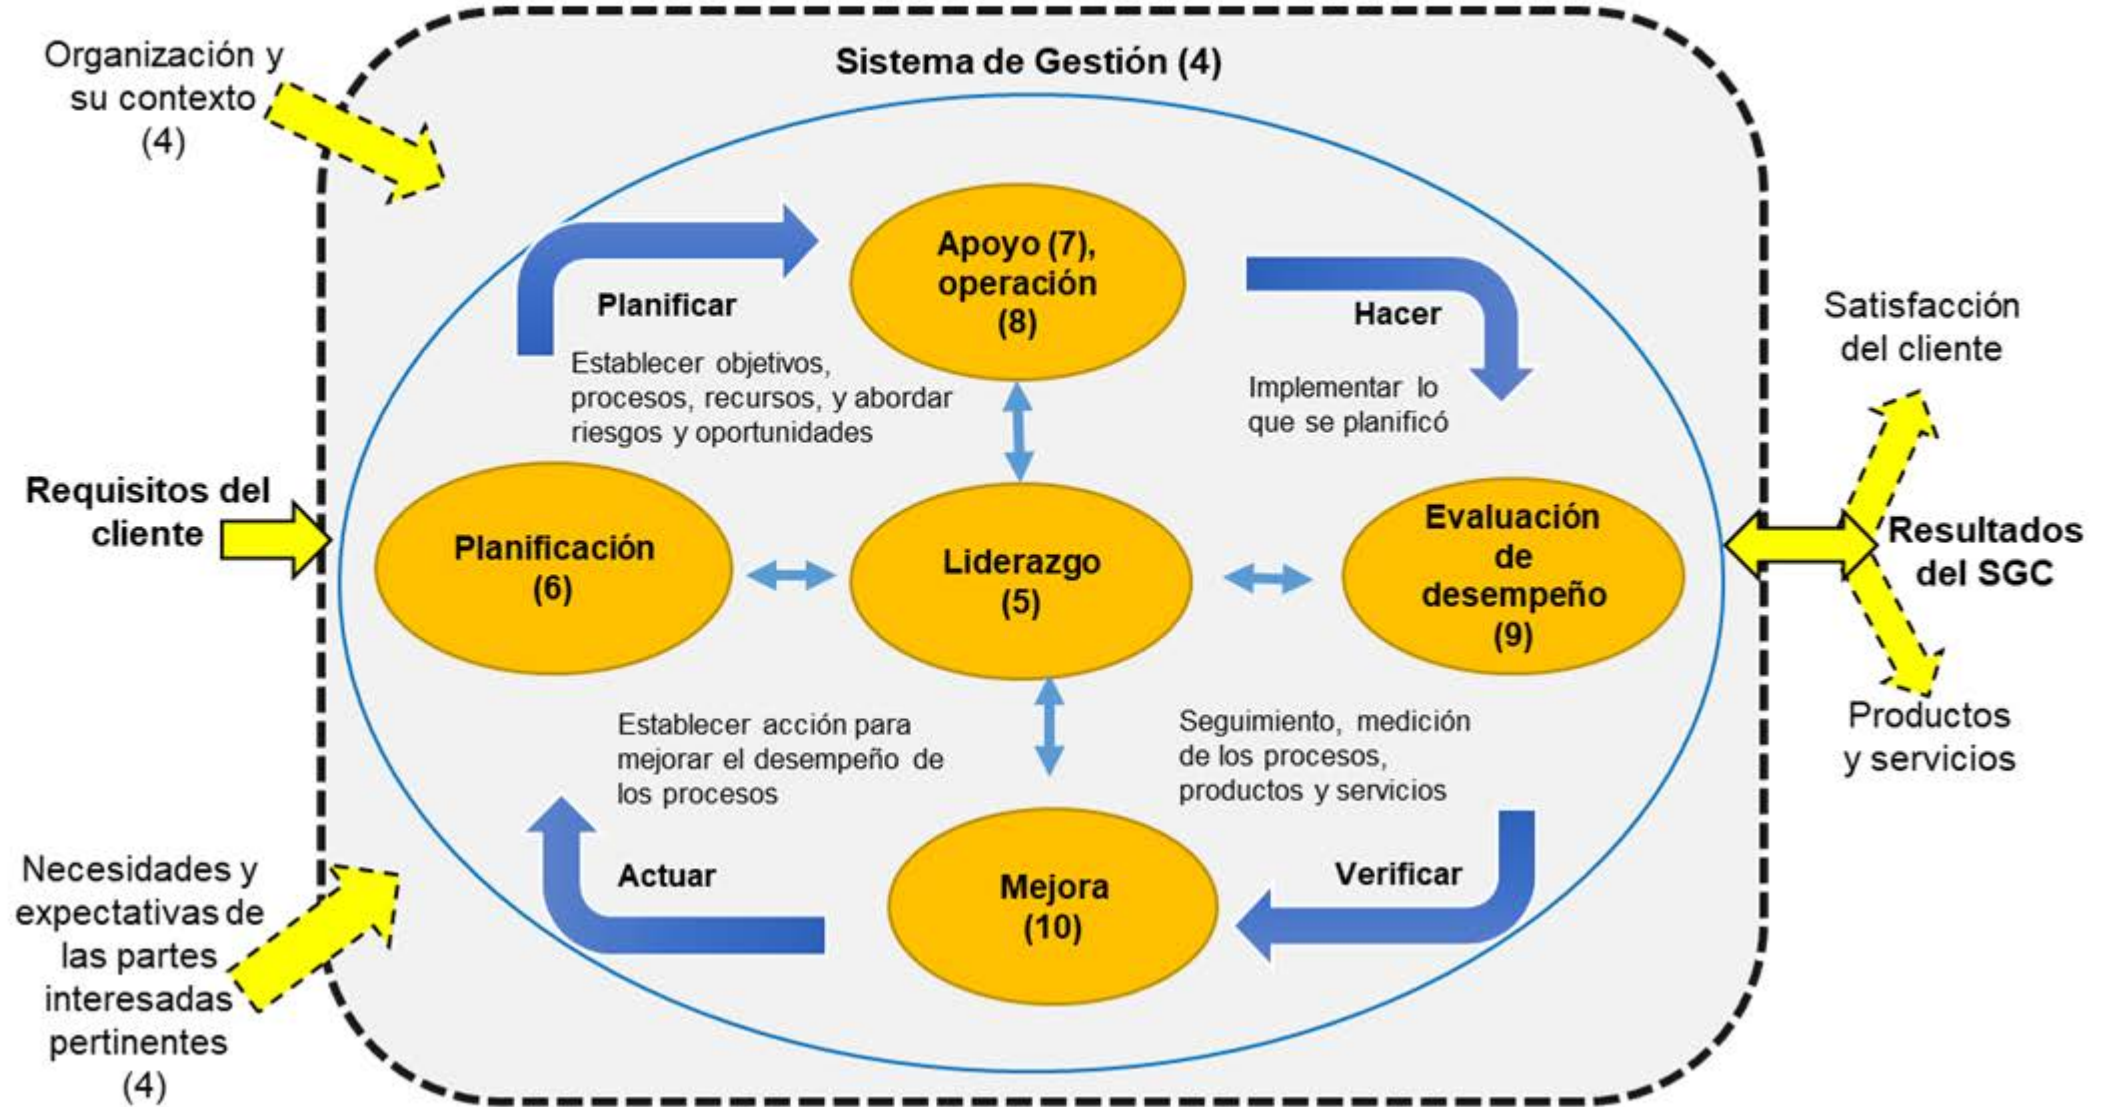 Sistema de Gestión (4)
Organización y
su contexto
(4)
Requisitos del
cliente
Necesidades y
expectativas de
las partes
interesadas
pertinentes
(4)
Planificar
Establecer objetivos,
procesos, recursos, y abordar
riesgos y oportunidades
Apoyo (7),
operación
(8)
Hacer
Implementar lo
que se planificó
Planificación
(6)
Liderazgo
(5)
Evaluación
de
desempeño
(9)
Establecer acción para
mejorar el desempeño de
los procesos
Actuar
Mejora
(10)
Seguimiento, medición
de los procesos,
productos y servicios
Verificar
Satisfacción
del cliente
Resultados
del SGC
Productos
y servicios